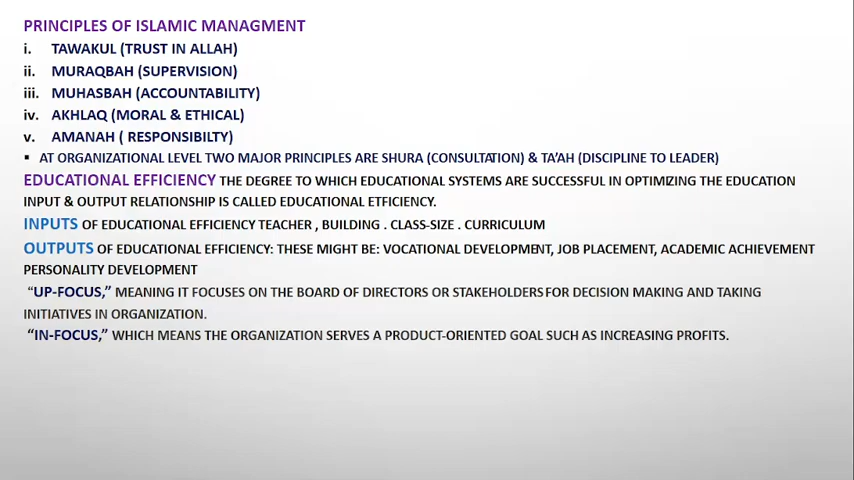 PRINCIPLES OF ISLAMIC MANAGMENT
i. TAWAKUL (TRUST IN ALLAH)
ii. MURAQBAH (SUPERVISION)
iii. MUHASBAH (ACCOUNTABILITY)
iv. AKHLAQ (MORAL & ETHICAL)
v. AMANAH ( RESPONSIBILTY)
▪ AT ORGANIZATIONAL LEVEL TWO MAJOR PRINCIPLES ARE SHURA (CONSULTATION) & TA’AH (DISCIPLINE TO LEADER)
EDUCATIONAL EFFICIENCY THE DEGREE TO WHICH EDUCATIONAL SYSTEMS ARE SUCCESSFUL IN OPTIMIZING THE EDUCATION
INPUT & OUTPUT RELATIONSHIP IS CALLED EDUCATIONAL ETFICIENCY.
INPUTS OF EDUCATIONAL EFFICIENCY TEACHER , BUILDING . CLASS-SIZE . CURRICULUM
OUTPUTS OF EDUCATIONAL EFFICIENCY: THESE MIGHT BE: VOCATIONAL DEVELOPMENT, JOB PLACEMENT, ACADEMIC ACHIEVEMENT
PERSONALITY DEVELOPMENT
“UP-FOCUS,” MEANING IT FOCUSES ON THE BOARD OF DIRECTORS OR STAKEHOLDERS FOR DECISION MAKING AND TAKING
INITIATIVES IN ORGANIZATION.
“IN-FOCUS,” WHICH MEANS THE ORGANIZATION SERVES A PRODUCT-ORIENTED GOAL SUCH AS INCREASING PROFITS.